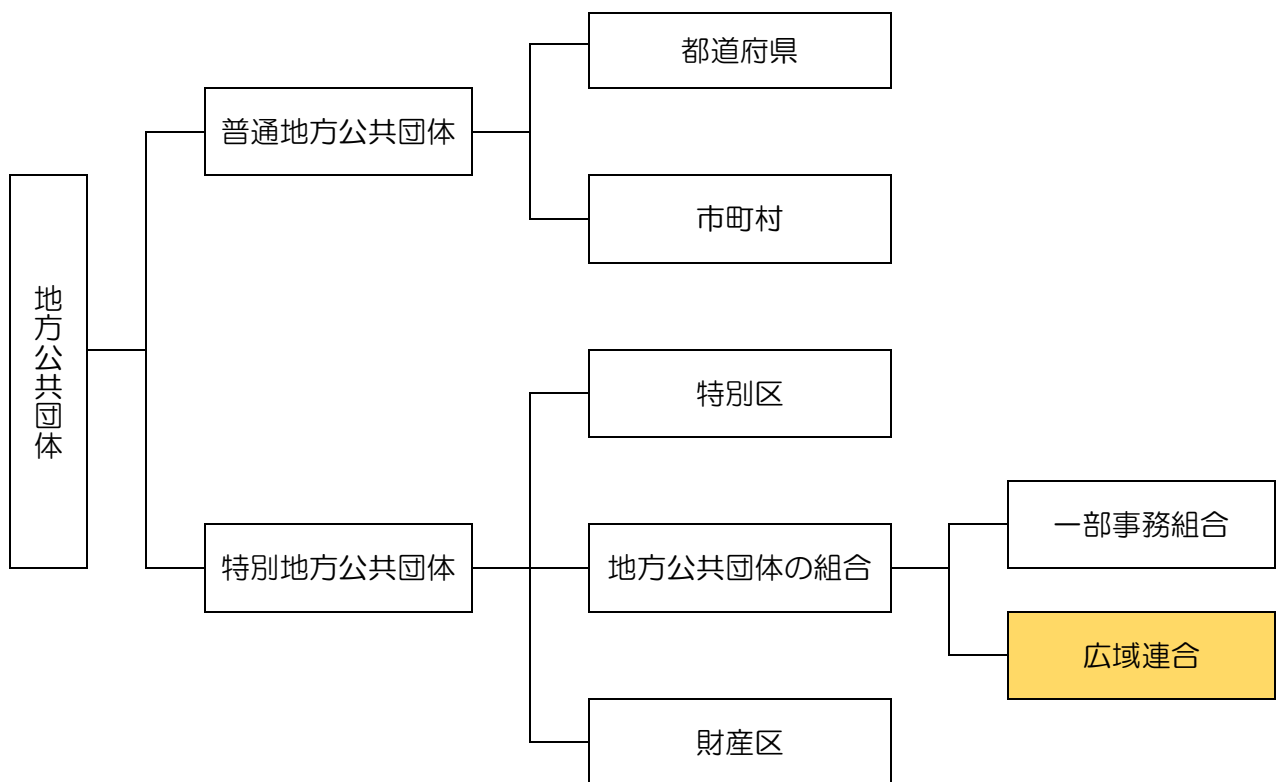 地方公共団体
普通地方公共団体
都道府県
市町村
特別地方公共団体
特別区
地方公共団体の組合
一部事務組合
広域連合
財産区